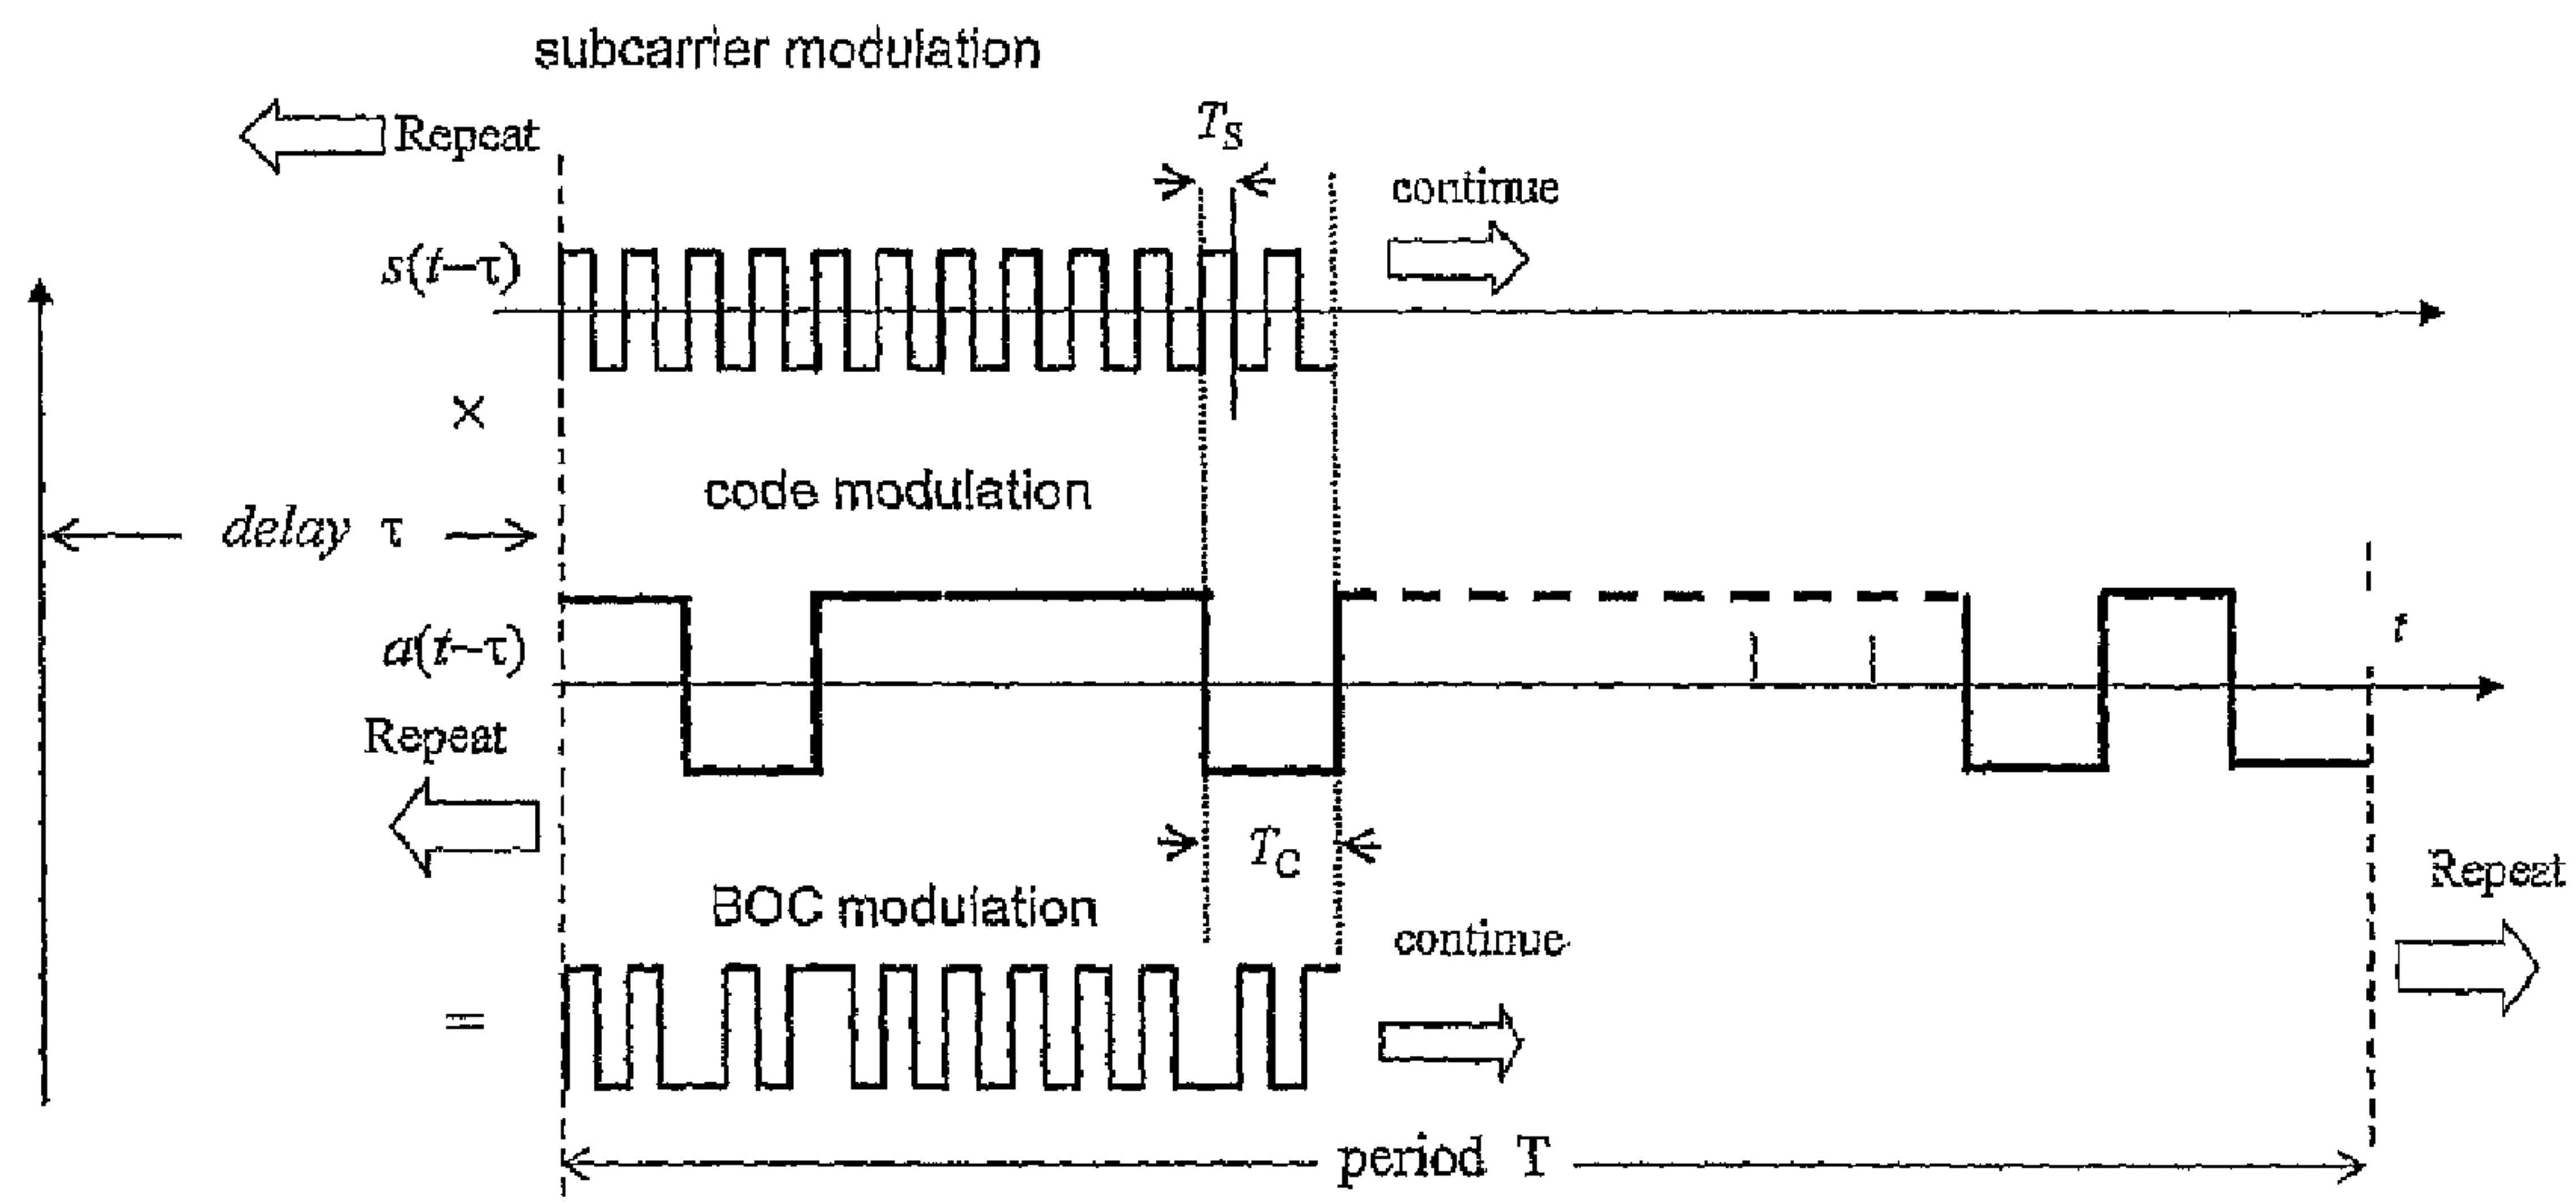 subcarrier modulation
Repeat
T_S
continue
s(t−τ)
×
code modulation
delay τ
a(t−τ)
t
Repeat
T_C
Repeat
BOC modulation
continue
=
period T